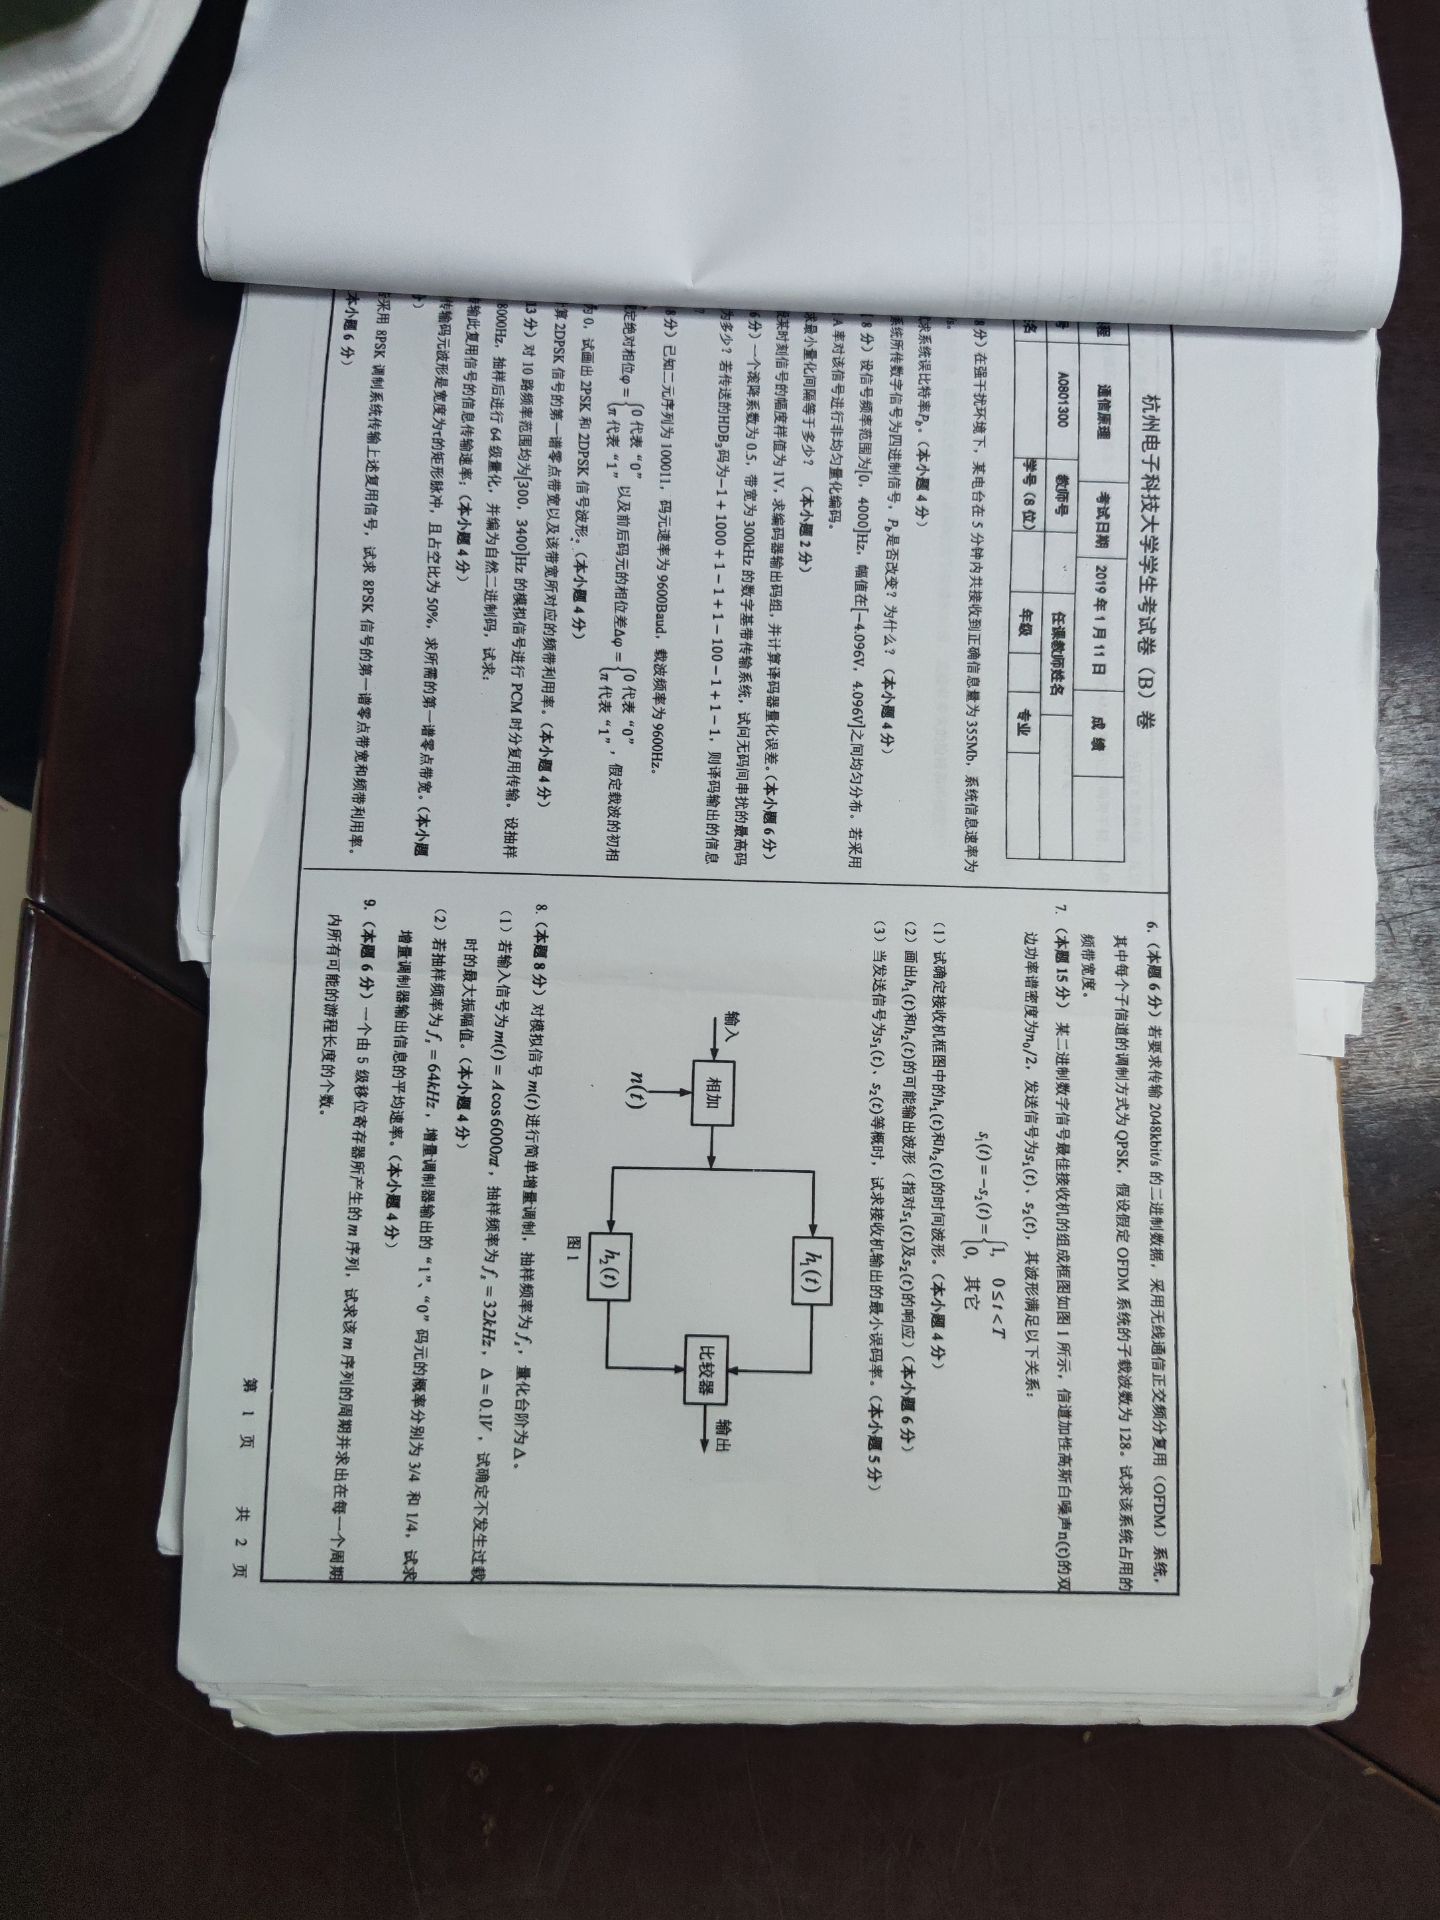 杭州电子科技大学学生考试卷（B）卷
程 通信原理 考试日期 2019 年 1 月 11 日 成 绩
号 A0801300 教师号 任课教师姓名
名 学号（8 位） 年级 专业
8 分）在强干扰环境下，某电台在 5 分钟内共接收到正确信息量为 355Mb，系统信息速率为
/s。
求系统误比特率P_b。（本小题 4 分）
系统所传数字信号为四进制信号，P_b是否改变？为什么？（本小题 4 分）
8 分）设信号频率范围为[0，4000]Hz，幅值在[−4.096V，4.096V]之间均匀分布。若采用
A 率对该信号进行非均匀量化编码。
求最小量化间隔等于多少？（本小题 2 分）
某时刻信号的幅度样值为 1V，求编码器输出码组，并计算译码器量化误差。（本小题 6 分）
6 分）一个滚降系数为 0.5，带宽为 300kHz 的数字基带传输系统，试问无码间串扰的最高码
为多少？若传送的HDB₃码为−1 + 1000 + 1 − 1 + 1 − 100 − 1 + 1 − 1，则译码输出的信息
？
8 分）已知二元序列为 100011，码元速率为 9600Baud，载波频率为 9600Hz。
定绝对相位φ = {0 代表“0” π 代表“1” 以及前后码元的相位差Δφ = {0 代表“0” π 代表“1”，假定载波的初相
为 0，试画出 2PSK 和 2DPSK 信号波形。（本小题 4 分）
算 2DPSK 信号的第一谱零点带宽以及该带宽所对应的频带利用率。（本小题 4 分）
13 分）对 10 路频率范围均为[300，3400]Hz 的模拟信号进行 PCM 时分复用传输。设抽样
8000Hz，抽样后进行 64 级量化，并编为自然二进制码，试求：
传输此复用信号的信息传输速率；（本小题 4 分）
传输码元波形是宽度为τ的矩形脉冲，且占空比为 50%，求所需的第一谱零点带宽。（本小题
分）
采用 8PSK 调制系统传输上述复用信号，试求 8PSK 信号的第一谱零点带宽和频带利用率。
本小题 6 分）
6.（本题 6 分）若要求传输 2048kbit/s 的二进制数据，采用无线通信正交频分复用（OFDM）系统，
其中每个子信道的调制方式为 QPSK，假设假定 OFDM 系统的子载波数为 128。试求该系统占用的
频带宽度。
7.（本题 15 分） 某二进制数字信号最佳接收机的组成框图如图 1 所示，信道加性高斯白噪声n(t)的双
边功率谱密度为n₀/2，发送信号为s₁(t)、s₂(t)，其波形满足以下关系：
s₁(t) = −s₂(t) = {1, 0 ≤ t < T
0, 其它
（1）试确定接收机框图中的h₁(t)和h₂(t)的时间波形。（本小题 4 分）
（2）画出h₁(t)和h₂(t)的可能输出波形（指对s₁(t)及s₂(t)的响应）（本小题 6 分）
（3）当发送信号为s₁(t)、s₂(t)等概时，试求接收机输出的最小误码率。（本小题 5 分）
h₁(t)
输入 相加 比较器 输出
n(t)
h₂(t)
图 1
8.（本题 8 分）对模拟信号 m(t) 进行简单增量调制，抽样频率为 f_s，量化台阶为 Δ。
（1）若输入信号为 m(t) = A cos 6000πt，抽样频率为 f_s = 32kHz，Δ = 0.1V，试确定不发生过载
时的最大振幅值。（本小题 4 分）
（2）若抽样频率为 f_s = 64kHz，增量调制器输出的“1”、“0”码元的概率分别为 3/4 和 1/4，试求
增量调制器输出信息的平均速率。（本小题 4 分）
9.（本题 6 分）一个由 5 级移位寄存器所产生的 m 序列，试求该 m 序列的周期并求出在每一个周期
内所有可能的游程长度的个数。
第 1 页 共 2 页